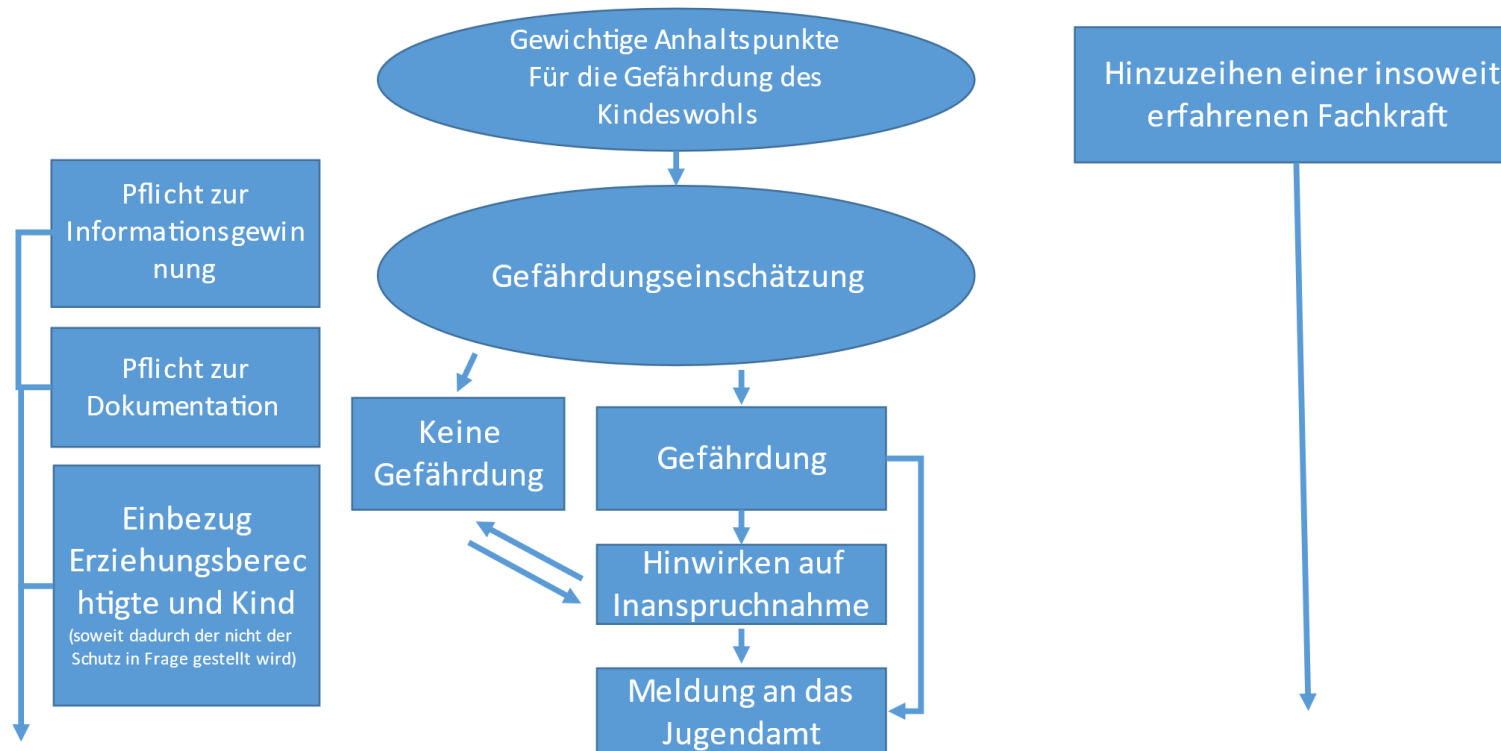 Gewichtige Anhaltspunkte
Für die Gefährdung des
Kindeswohls
Hinzuzeihen einer insoweit
erfahrenen Fachkraft
Pflicht zur
Informationsgewin
nung
Gefährdungseinschätzung
Pflicht zur
Dokumentation
Keine
Gefährdung
Gefährdung
Einbezug
Erziehungsberec
htigte und Kind
(soweit dadurch der nicht der
Schutz in Frage gestellt wird)
Hinwirken auf
Inanspruchnahme
Meldung an das
Jugendamt